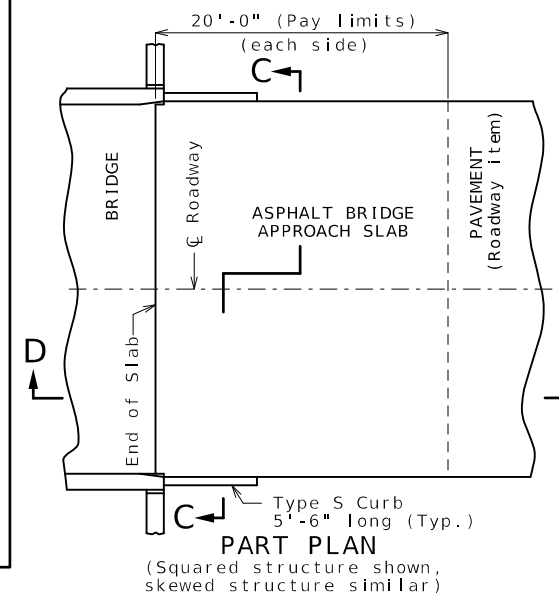 20'-0" (Pay limits)
(each side)
C
BRIDGE
℄ Roadway
ASPHALT BRIDGE
APPROACH SLAB
PAVEMENT
(Roadway item)
D
End of Slab
C
Type S Curb
5'-6" long (Typ.)
PART PLAN
(Squared structure shown,
skewed structure similar)